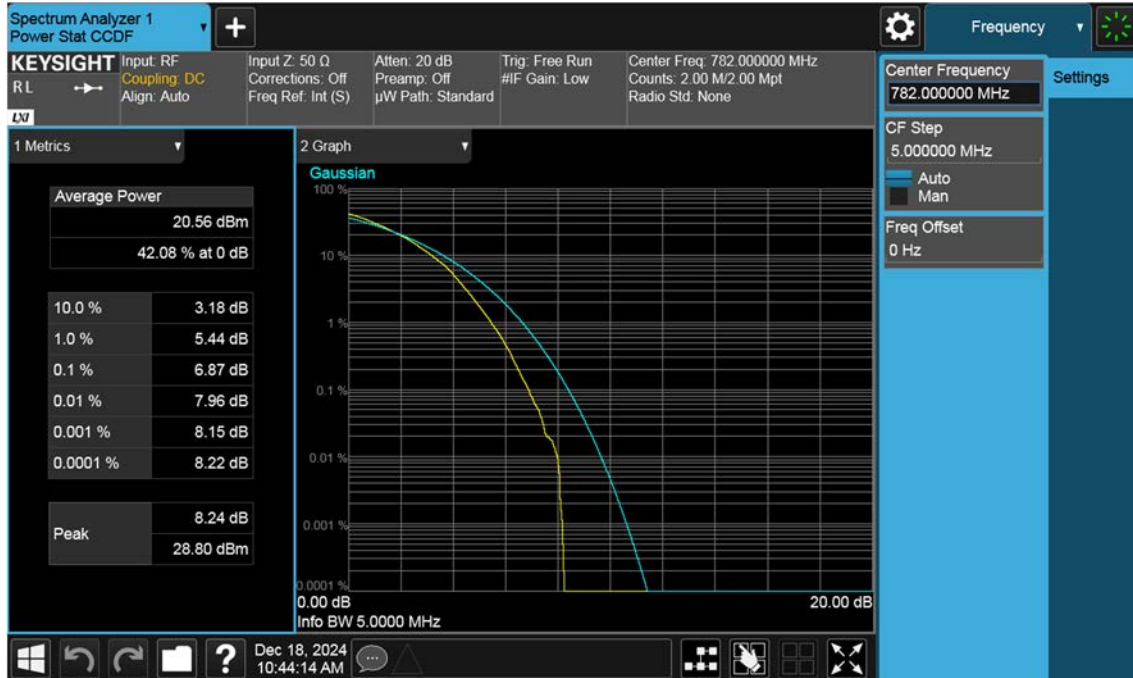 Spectrum Analyzer 1
Power Stat CCDF
Frequency
KEYSIGHT
R L
LXI
Input: RF
Coupling: DC
Align: Auto
Input Z: 50 Ω
Corrections: Off
Freq Ref: Int (S)
Atten: 20 dB
Preamp: Off
µW Path: Standard
Trig: Free Run
#IF Gain: Low
Center Freq: 782.000000 MHz
Counts: 2.00 M/2.00 Mpt
Radio Std: None
Center Frequency
782.000000 MHz
Settings
CF Step
5.000000 MHz
Auto
Man
Freq Offset
0 Hz
1 Metrics
Average Power
20.56 dBm
42.08 % at 0 dB
10.0 % 3.18 dB
1.0 % 5.44 dB
0.1 % 6.87 dB
0.01 % 7.96 dB
0.001 % 8.15 dB
0.0001 % 8.22 dB
Peak
8.24 dB
28.80 dBm
2 Graph
Gaussian
100 %
10 %
1 %
0.1 %
0.01 %
0.001 %
0.0001 %
0.00 dB 20.00 dB
Info BW 5.0000 MHz
?
Dec 18, 2024
10:44:14 AM